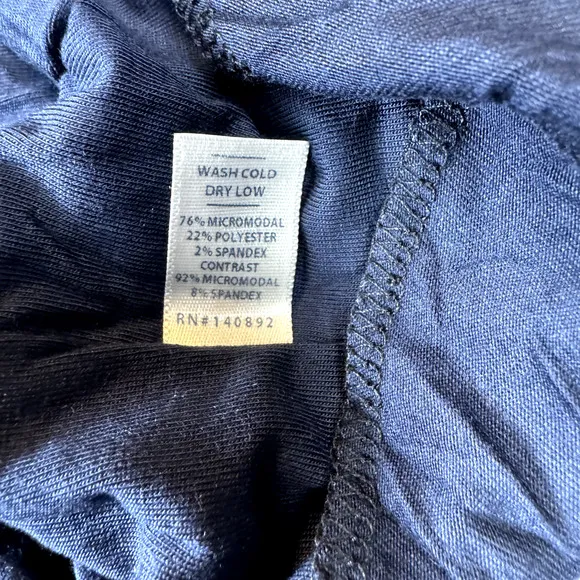 WASH COLD
DRY LOW
76% MICROMODAL
22% POLYESTER
2% SPANDEX
CONTRAST
92% MICROMODAL
8% SPANDEX
RN#140892